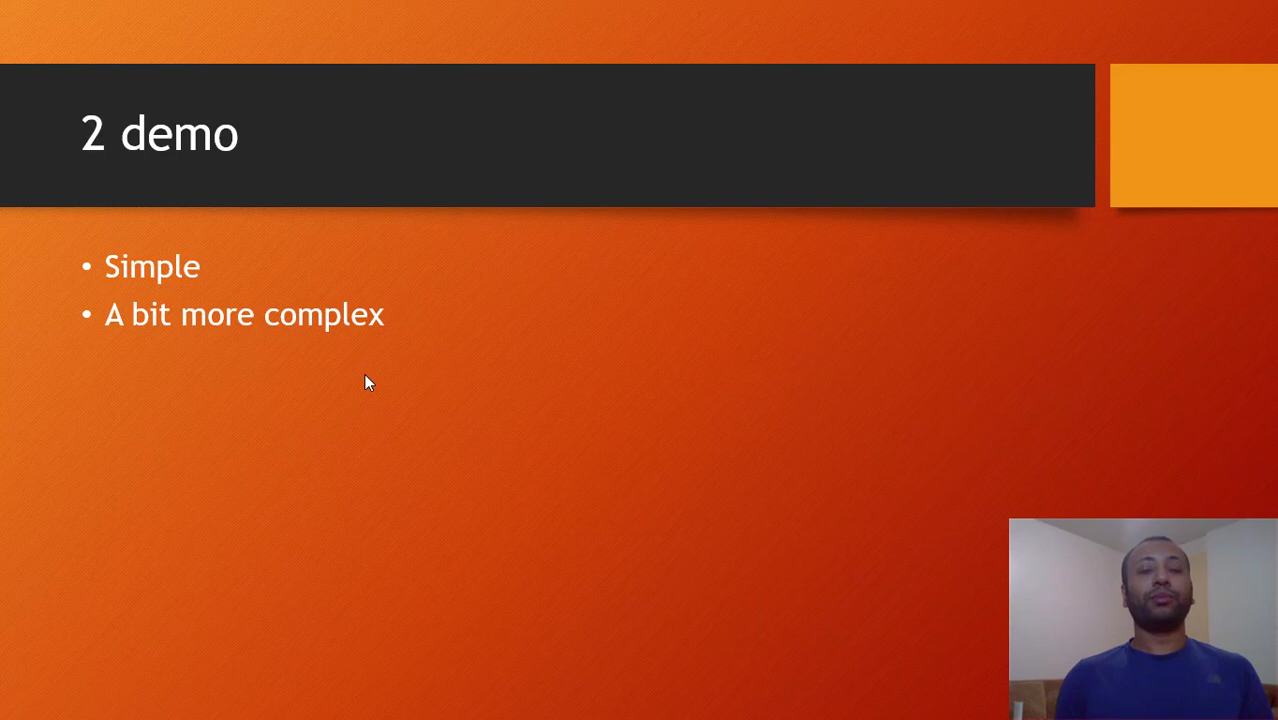 2 demo
• Simple
• A bit more complex